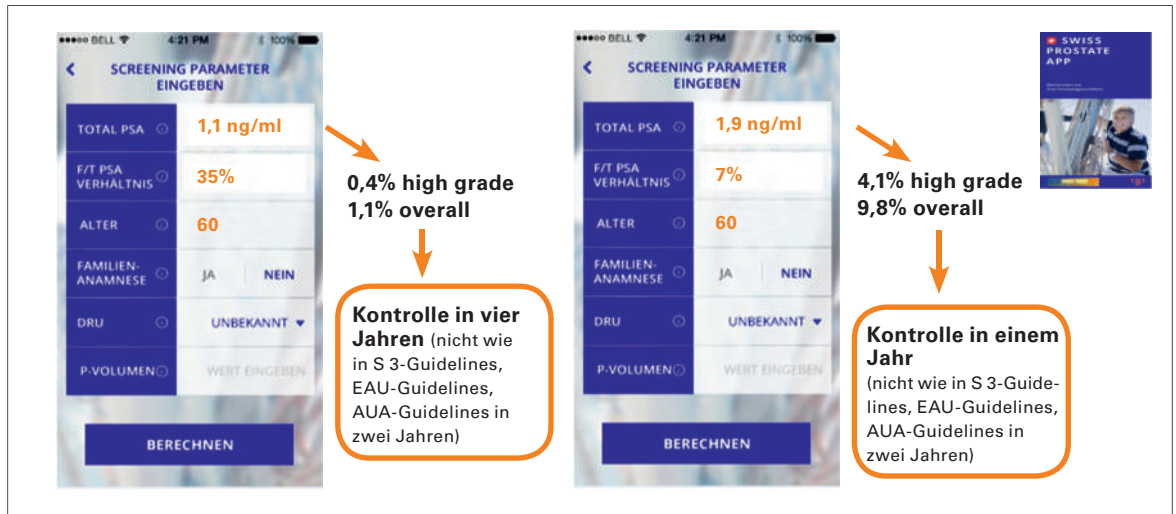 ●●●●○ BELL 4:21 PM 100%
SCREENING PARAMETER
EINGEBEN
TOTAL PSA
1,1 ng/ml
F/T PSA
VERHÄLTNIS
35%
ALTER
60
FAMILIEN-
ANAMNESE
JA NEIN
DRU
UNBEKANNT
P-VOLUMEN
WERT EINGEBEN
BERECHNEN
0,4% high grade
1,1% overall
Kontrolle in vier
Jahren (nicht wie
in S 3-Guidelines,
EAU-Guidelines,
AUA-Guidelines in
zwei Jahren)
●●●●○ BELL 4:21 PM 100%
SCREENING PARAMETER
EINGEBEN
TOTAL PSA
1,9 ng/ml
F/T PSA
VERHÄLTNIS
7%
ALTER
60
FAMILIEN-
ANAMNESE
JA NEIN
DRU
UNBEKANNT
P-VOLUMEN
WERT EINGEBEN
BERECHNEN
4,1% high grade
9,8% overall
Kontrolle in einem
Jahr
(nicht wie in S 3-Guide-
lines, EAU-Guidelines,
AUA-Guidelines in
zwei Jahren)
SWISS
PROSTATE
APP